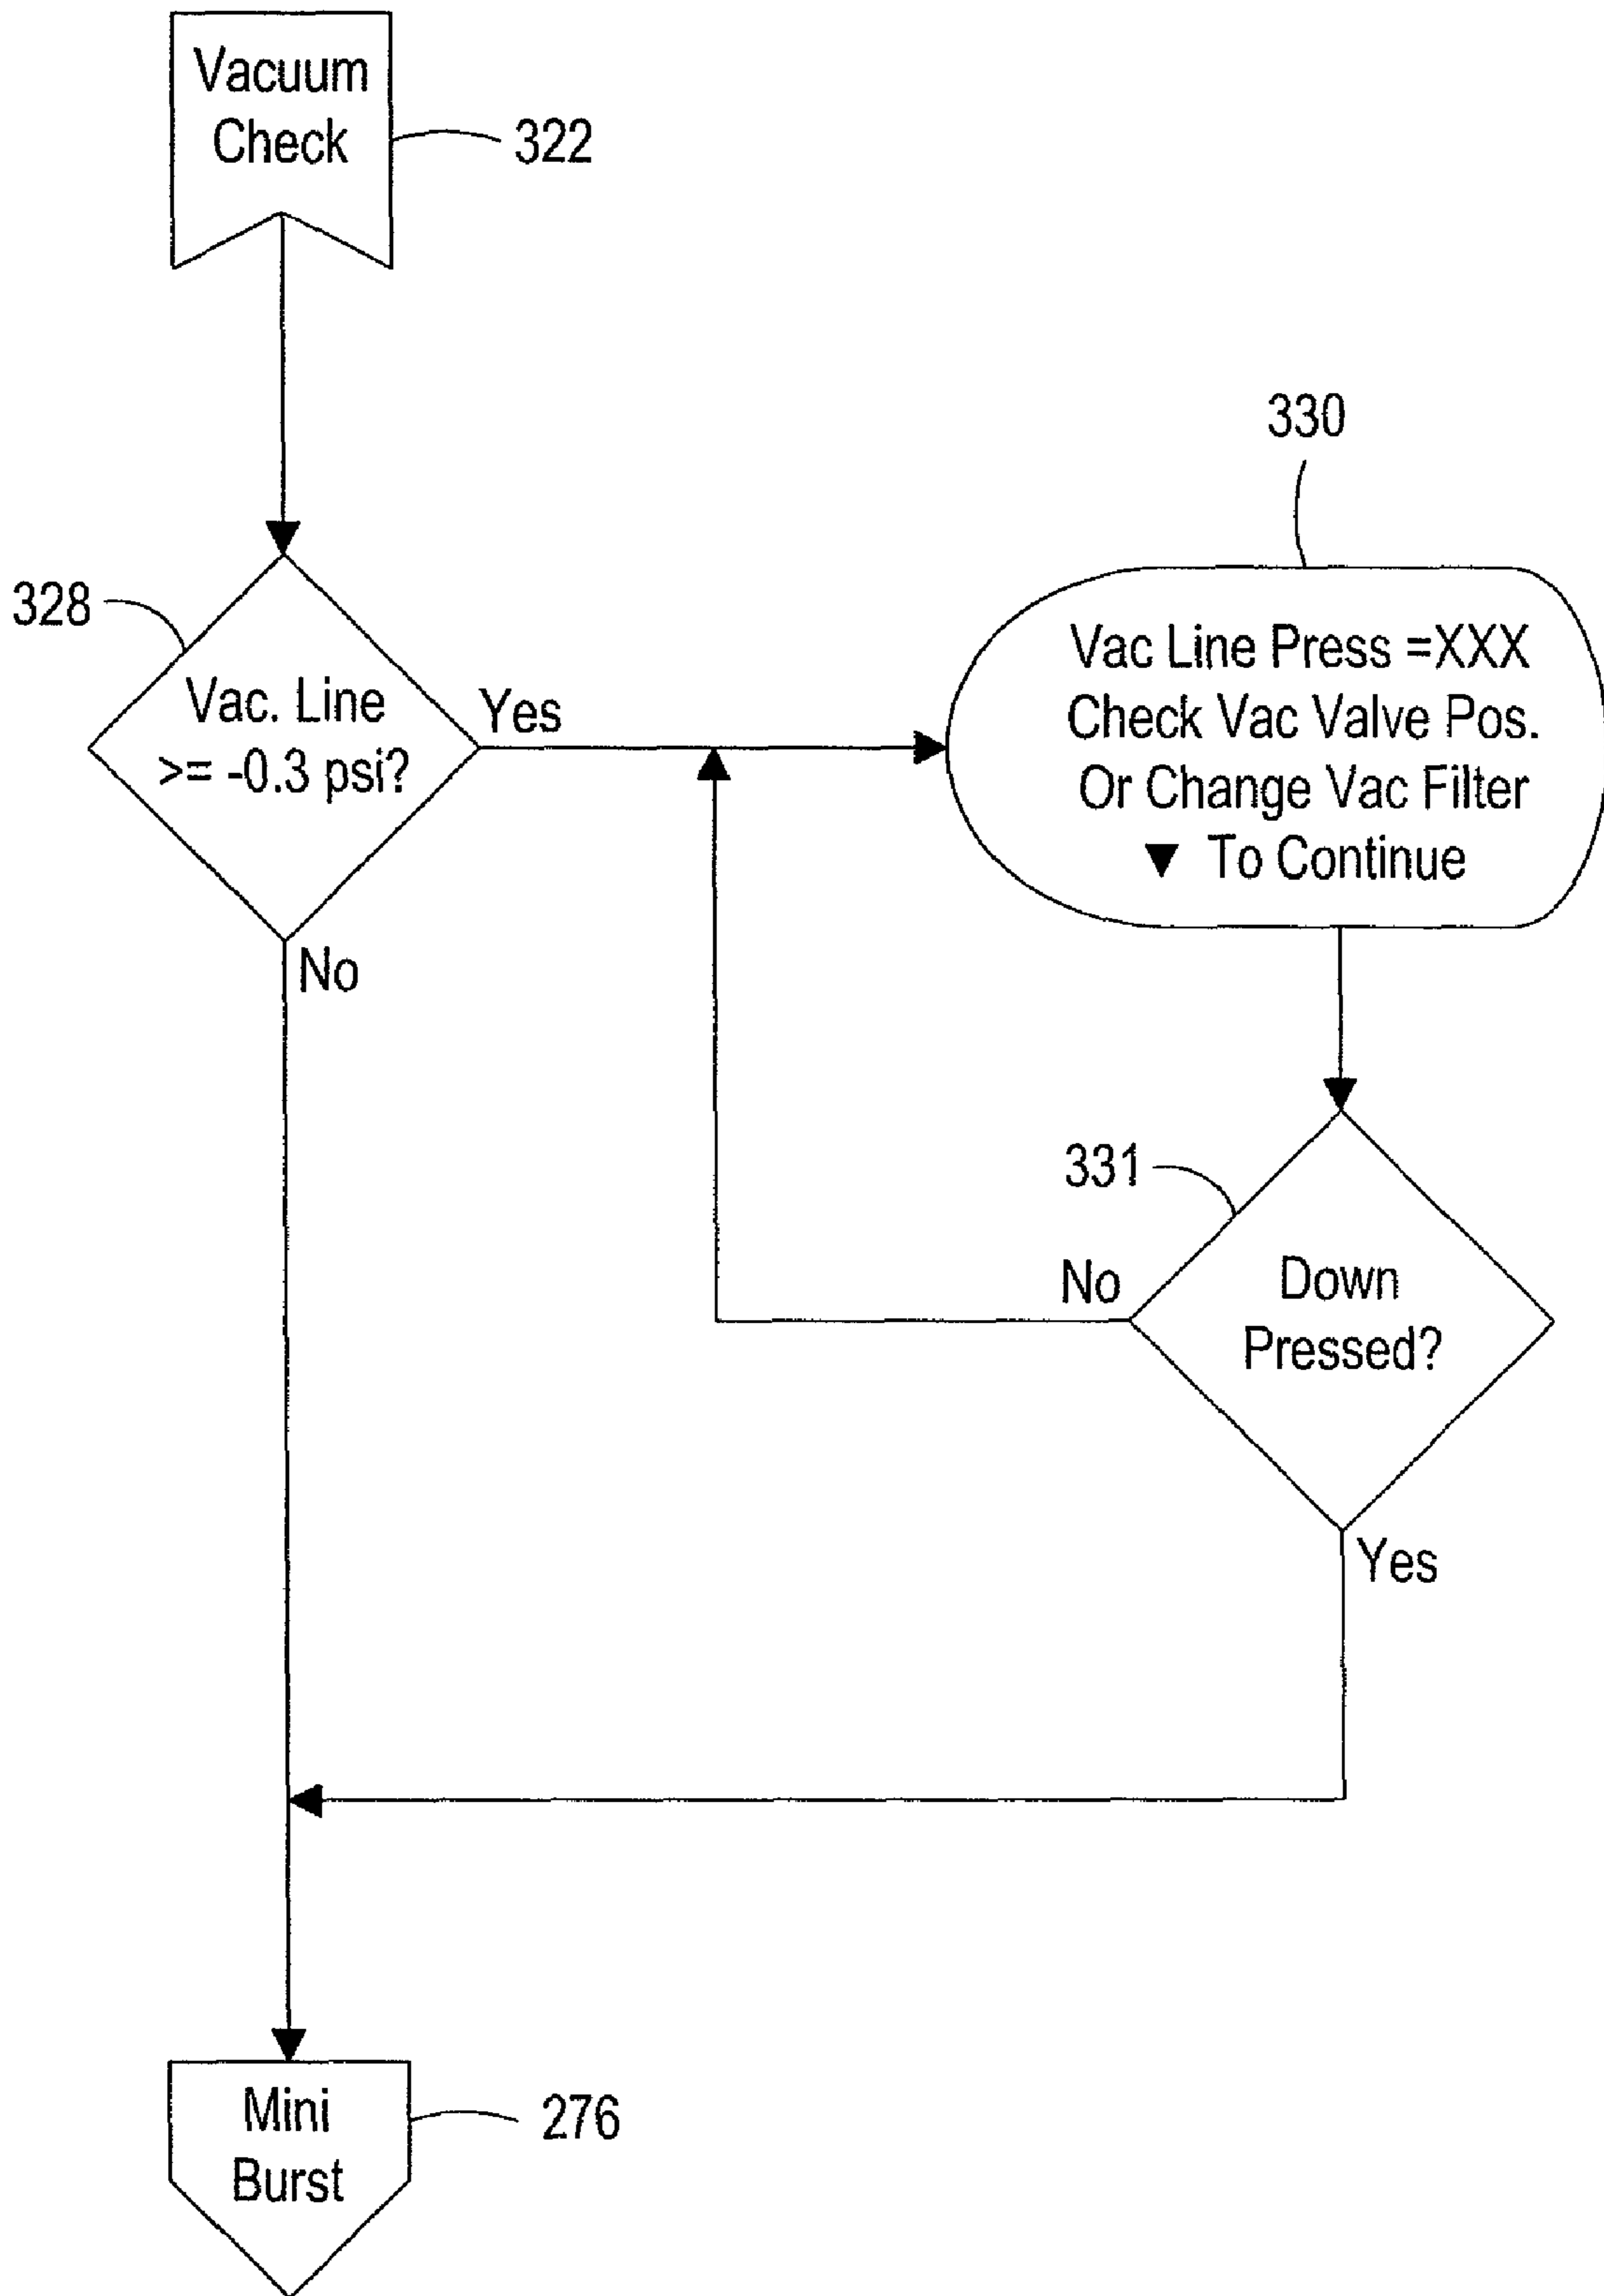 Vacuum
Check
322
330
328
Vac. Line
>= -0.3 psi?
Yes
No
Vac Line Press =XXX
Check Vac Valve Pos.
Or Change Vac Filter
▼ To Continue
331
Down
Pressed?
No
Yes
Mini
Burst
276